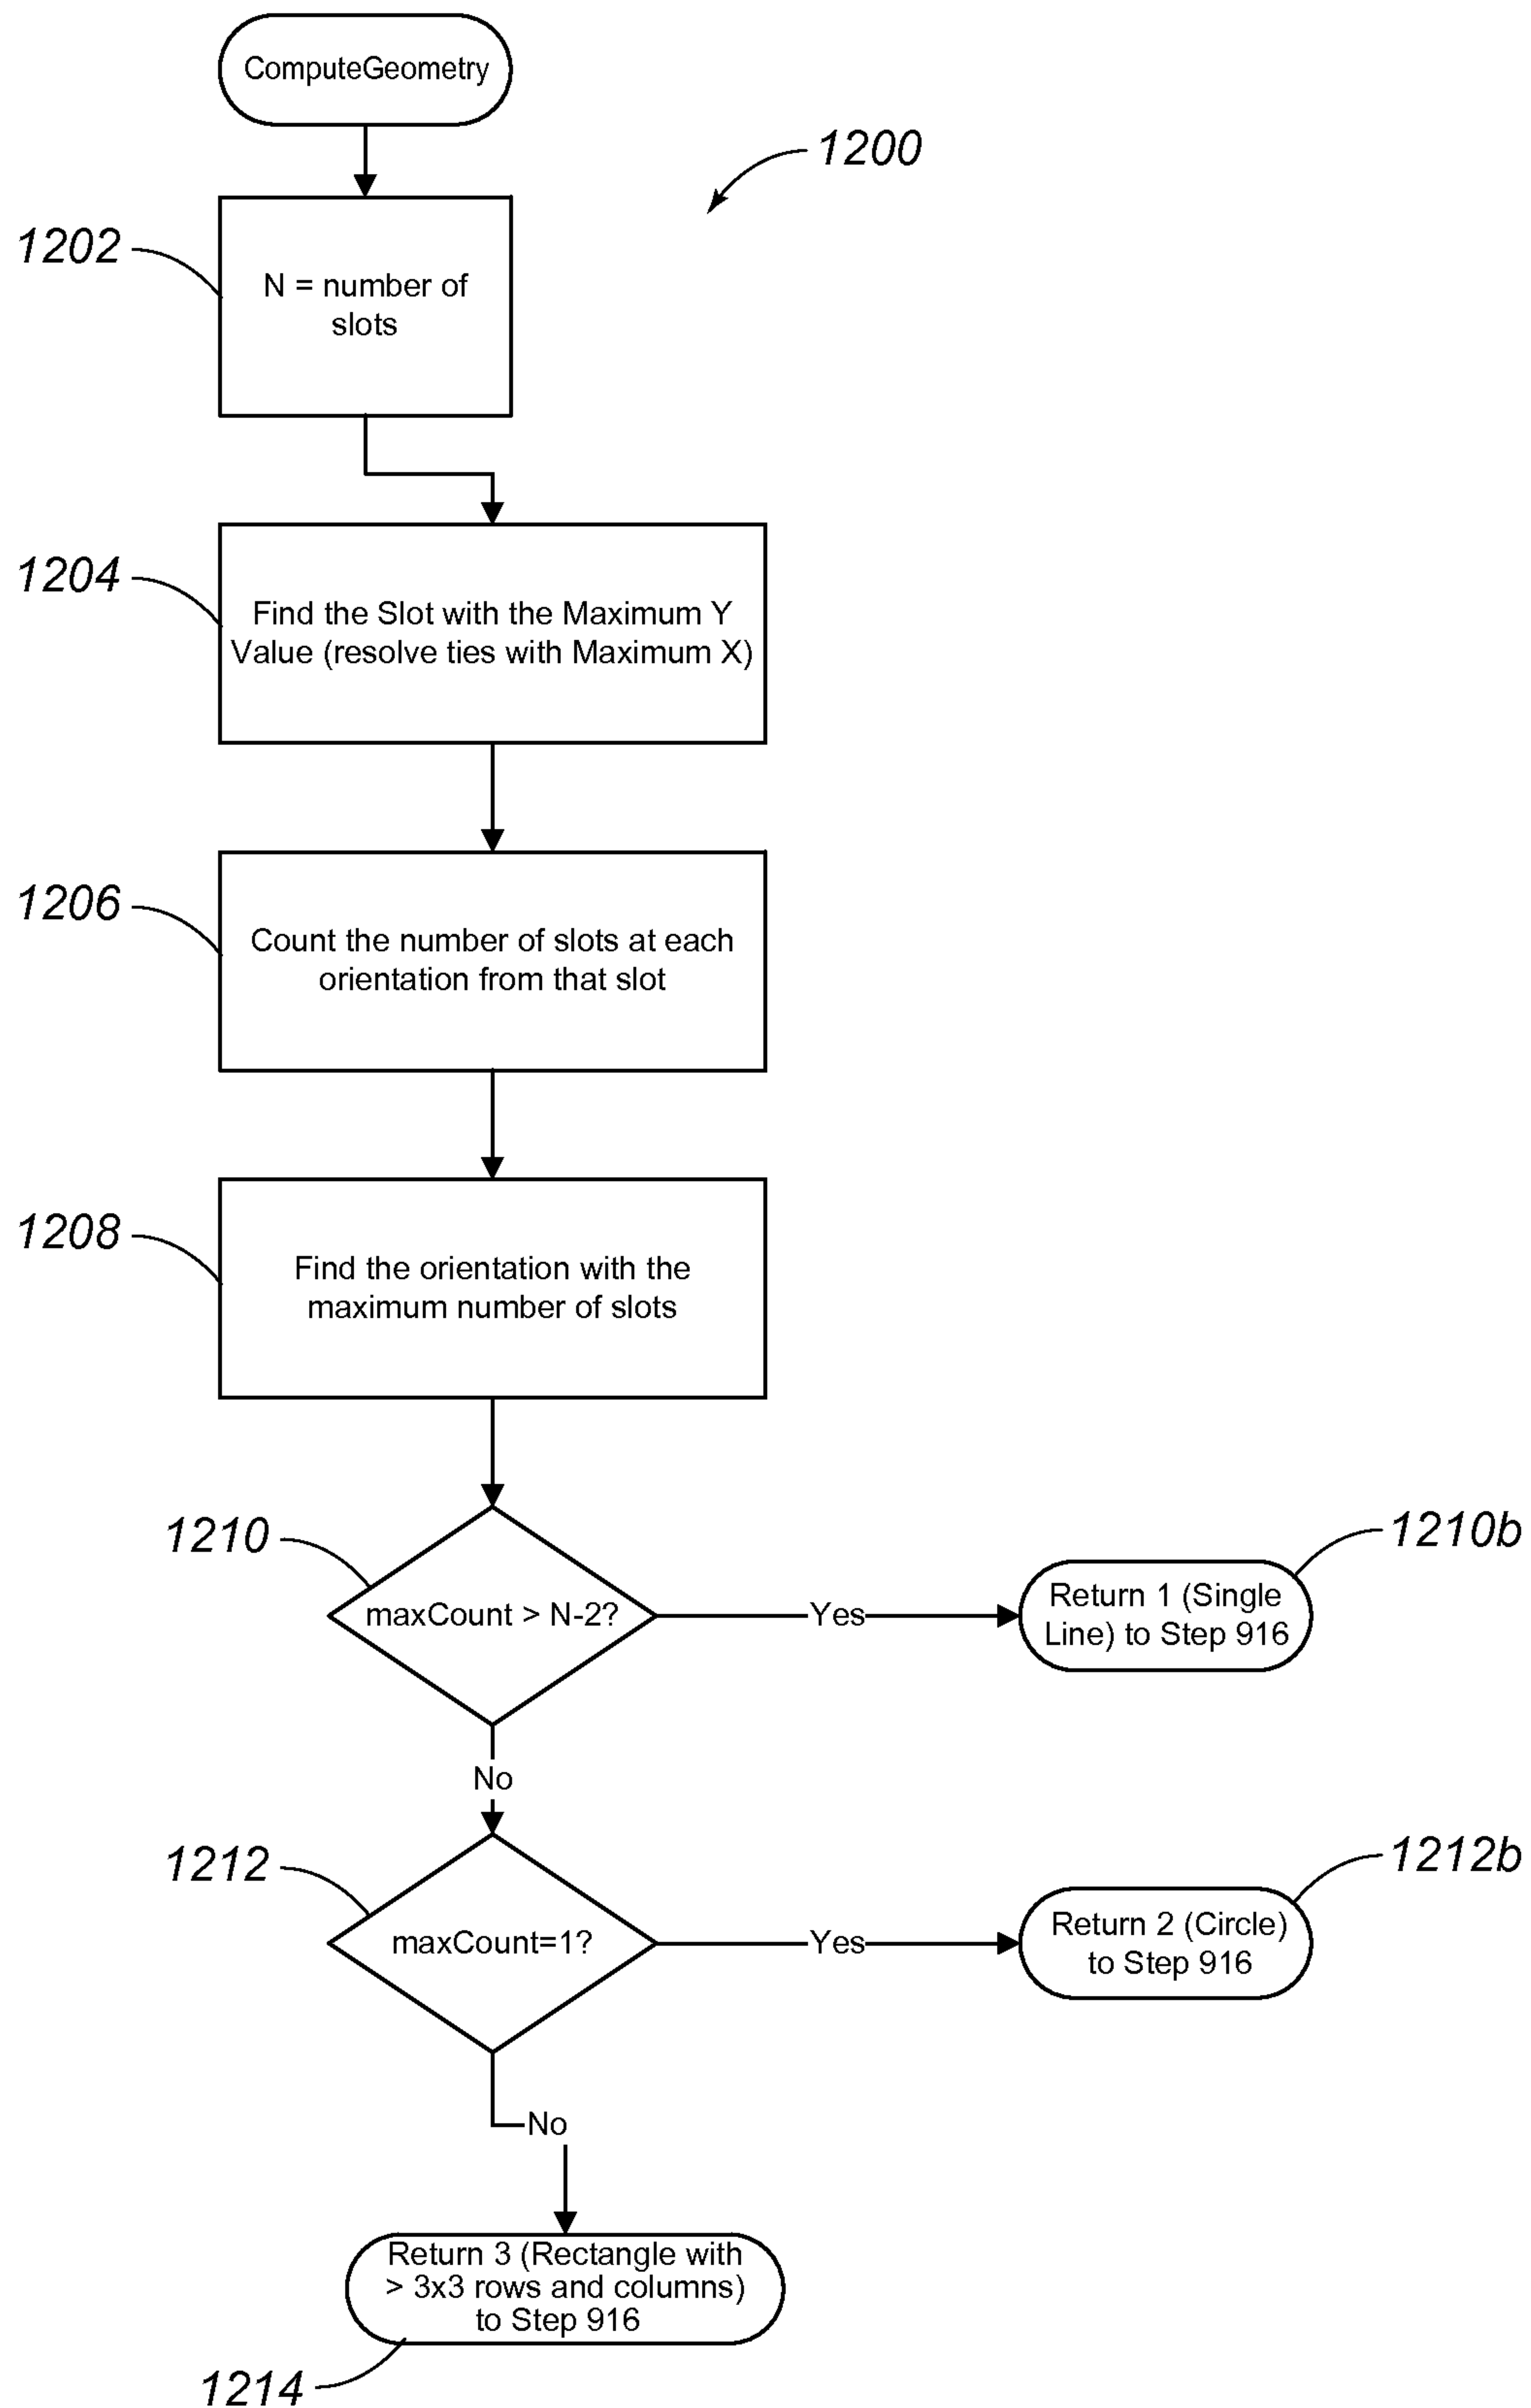 ComputeGeometry
1200
1202
N = number of
slots
1204
Find the Slot with the Maximum Y
Value (resolve ties with Maximum X)
1206
Count the number of slots at each
orientation from that slot
1208
Find the orientation with the
maximum number of slots
1210
maxCount > N-2?
Yes
1210b
Return 1 (Single
Line) to Step 916
No
1212
maxCount=1?
Yes
1212b
Return 2 (Circle)
to Step 916
No
Return 3 (Rectangle with
> 3x3 rows and columns)
to Step 916
1214